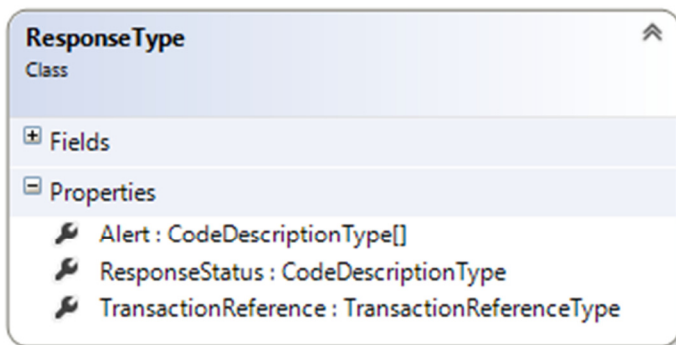 ResponseType
Class
Fields
Properties
Alert : CodeDescriptionType[]
ResponseStatus : CodeDescriptionType
TransactionReference : TransactionReferenceType